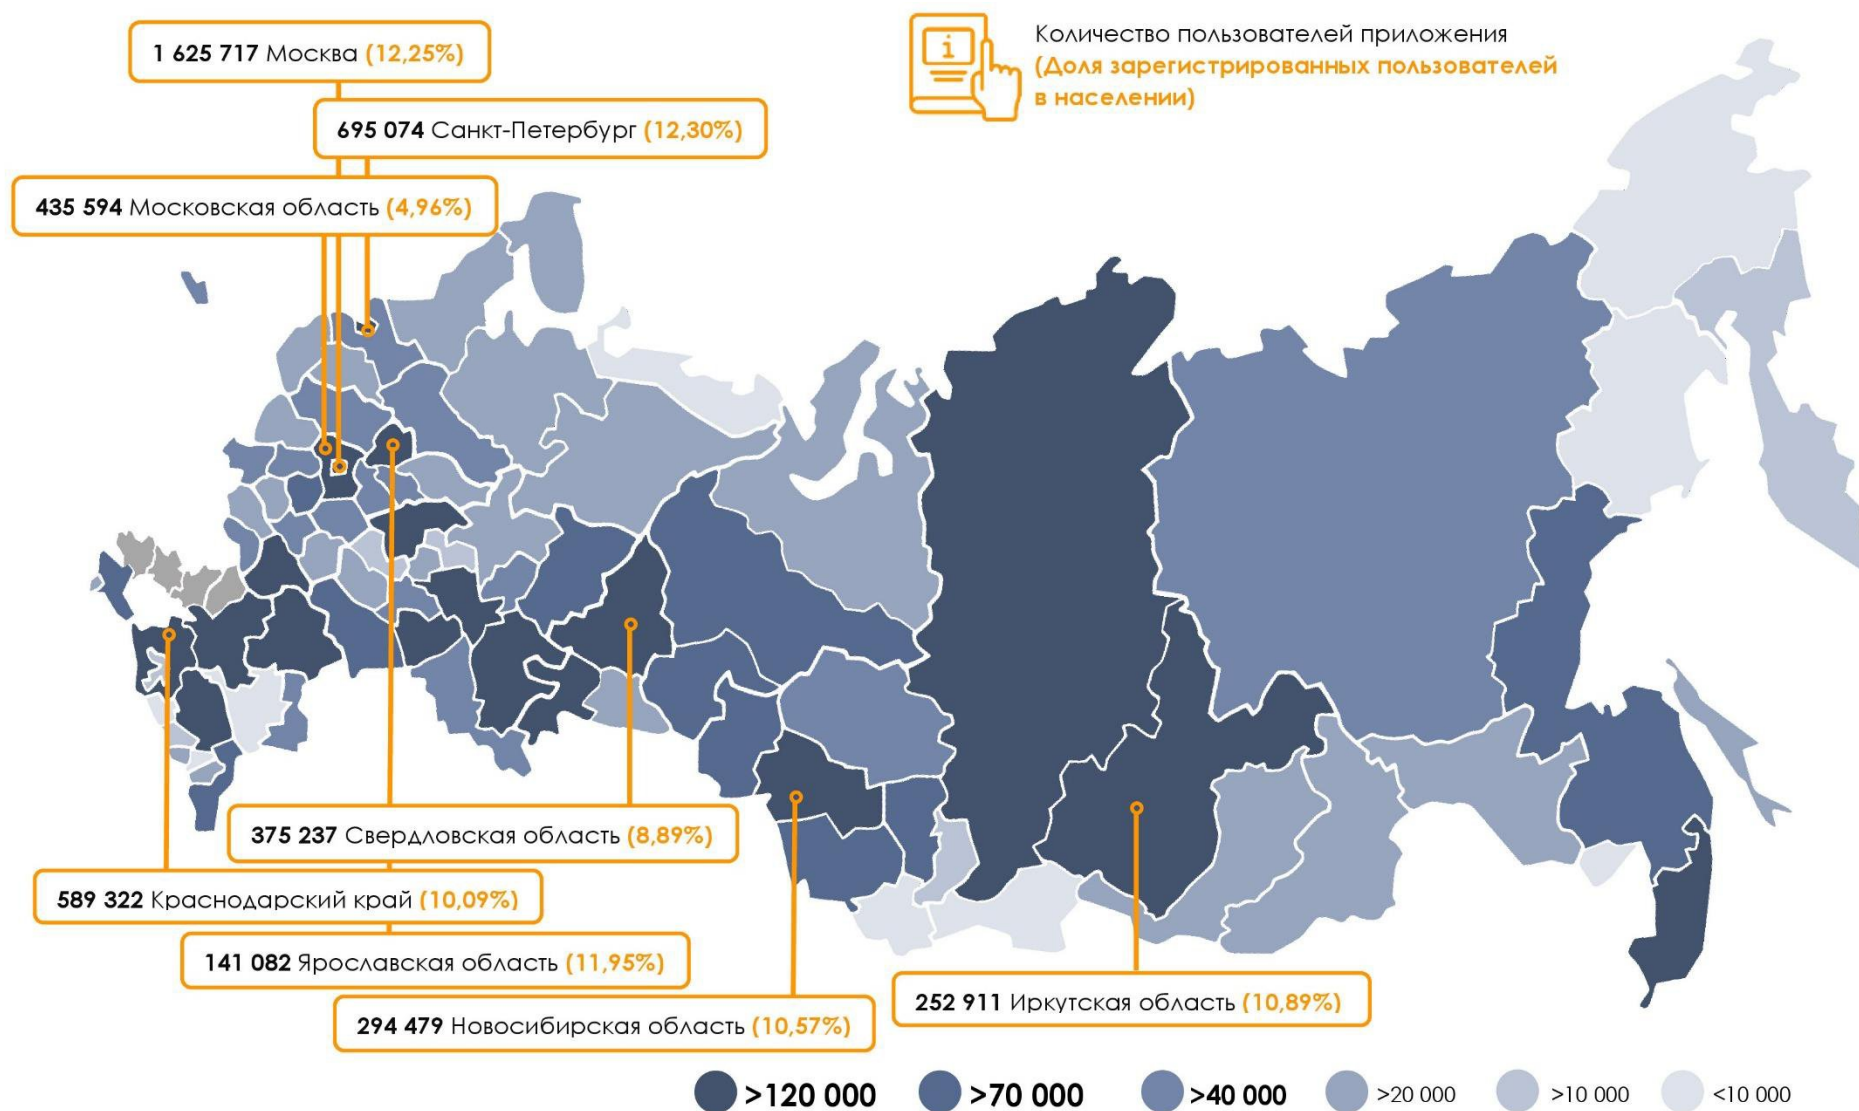 1 625 717 Москва (12,25%)
Количество пользователей приложения
(Доля зарегистрированных пользователей
в населении)
i
695 074 Санкт-Петербург (12,30%)
435 594 Московская область (4,96%)
375 237 Свердловская область (8,89%)
589 322 Краснодарский край (10,09%)
141 082 Ярославская область (11,95%)
294 479 Новосибирская область (10,57%)
252 911 Иркутская область (10,89%)
>120 000 >70 000 >40 000 >20 000 >10 000 <10 000